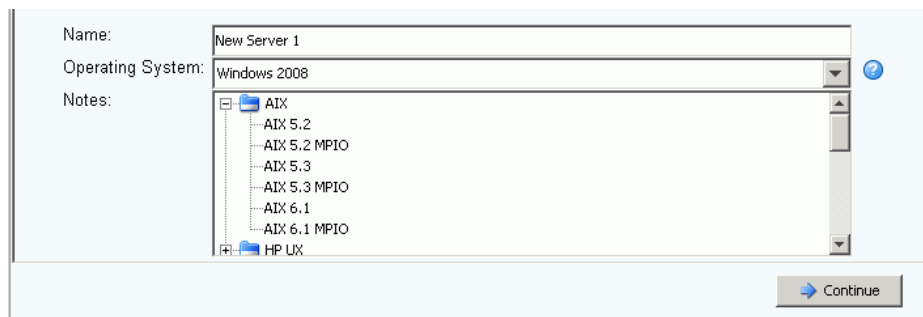 Name: New Server 1
Operating System: Windows 2008
Notes:
AIX
AIX 5.2
AIX 5.2 MPIO
AIX 5.3
AIX 5.3 MPIO
AIX 6.1
AIX 6.1 MPIO
HP UX
Continue